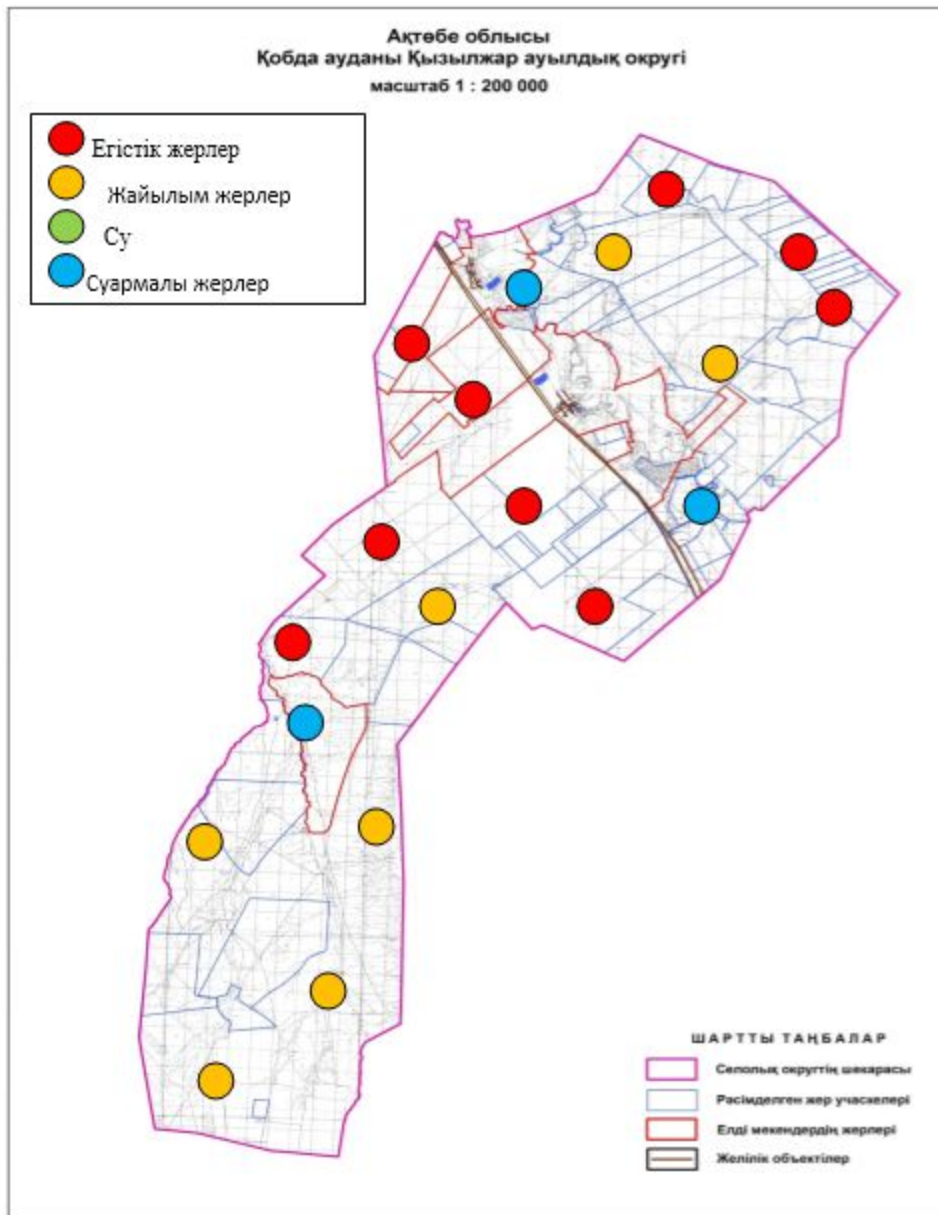 Ақтөбе облысы
Қобда ауданы Қызылжар ауылдық округі
масштаб 1 : 200 000
Егістік жерлер
Жайылым жерлер
Су
Суармалы жерлер
ШАРТТЫ ТАҢБАЛАР
Селолық округтің шекарасы
Рәсімделген жер учаскелері
Елді мекендердің жерлері
Желілік объектілер